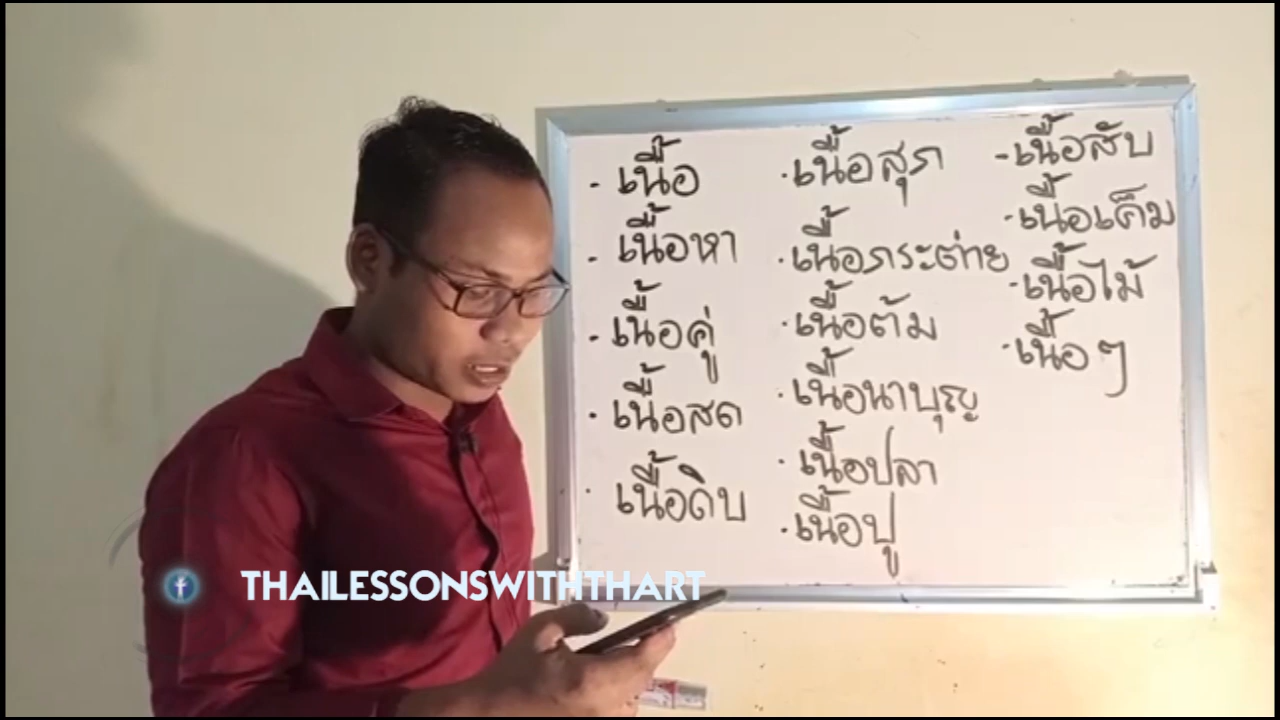 - เนื้อ
- เนื้อหา
- เนื้อคู่
- เนื้อสด
· เนื้อดิบ
· เนื้อสุก
· เนื้อกระต่าย
· เนื้อต้ม
· เนื้อนาบุญ
· เนื้อปลา
· เนื้อปู
- เนื้อสับ
- เนื้อเค็ม
- เนื้อไม้
· เนื้อๆ
f THAILESSONSWITHTHART